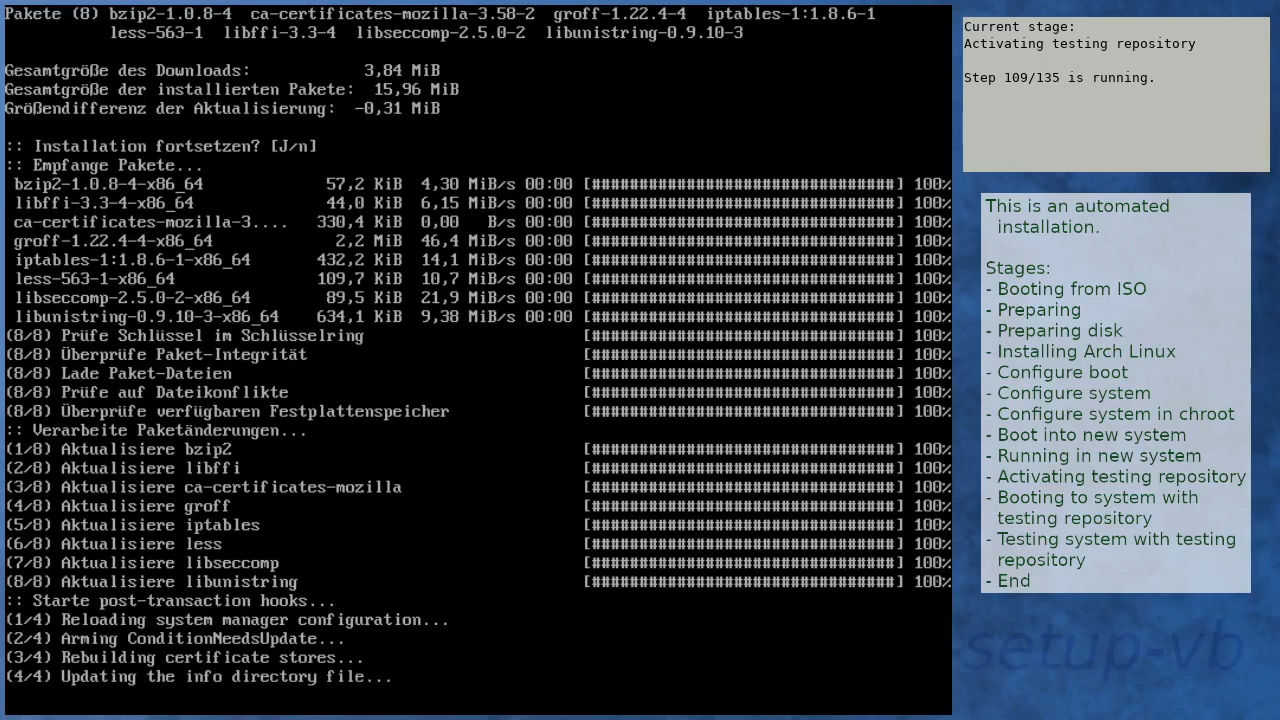 Pakete (8) bzip2-1.0.8-4  ca-certificates-mozilla-3.58-2  groff-1.22.4-4  iptables-1:1.8.6-1
less-563-1  libffi-3.3-4  libseccomp-2.5.0-2  libunistring-0.9.10-3
Gesamtgröße des Downloads: 3,84 MiB
Gesamtgröße der installierten Pakete: 15,96 MiB
Größendifferenz der Aktualisierung: -0,31 MiB
:: Installation fortsetzen? [J/n]
:: Empfange Pakete...
bzip2-1.0.8-4-x86_64 57,2 KiB 4,30 MiB/s 00:00 [################################] 100%
libffi-3.3-4-x86_64 44,0 KiB 6,15 MiB/s 00:00 [################################] 100%
ca-certificates-mozilla-3.... 330,4 KiB 0,00 B/s 00:00 [################################] 100%
groff-1.22.4-4-x86_64 2,2 MiB 46,4 MiB/s 00:00 [################################] 100%
iptables-1:1.8.6-1-x86_64 432,2 KiB 14,1 MiB/s 00:00 [################################] 100%
less-563-1-x86_64 109,7 KiB 10,7 MiB/s 00:00 [################################] 100%
libseccomp-2.5.0-2-x86_64 89,5 KiB 21,9 MiB/s 00:00 [################################] 100%
libunistring-0.9.10-3-x86_64 634,1 KiB 9,38 MiB/s 00:00 [################################] 100%
(8/8) Prüfe Schlüssel im Schlüsselring [################################] 100%
(8/8) Überprüfe Paket-Integrität [################################] 100%
(8/8) Lade Paket-Dateien [################################] 100%
(8/8) Prüfe auf Dateikonflikte [################################] 100%
(8/8) Überprüfe verfügbaren Festplattenspeicher [################################] 100%
:: Verarbeite Paketänderungen...
(1/8) Aktualisiere bzip2 [################################] 100%
(2/8) Aktualisiere libffi [################################] 100%
(3/8) Aktualisiere ca-certificates-mozilla [################################] 100%
(4/8) Aktualisiere groff [################################] 100%
(5/8) Aktualisiere iptables [################################] 100%
(6/8) Aktualisiere less [################################] 100%
(7/8) Aktualisiere libseccomp [################################] 100%
(8/8) Aktualisiere libunistring [################################] 100%
:: Starte post-transaction hooks...
(1/4) Reloading system manager configuration...
(2/4) Arming ConditionNeedsUpdate...
(3/4) Rebuilding certificate stores...
(4/4) Updating the info directory file...
Current stage:
Activating testing repository
Step 109/135 is running.
This is an automated
installation.
Stages:
- Booting from ISO
- Preparing
- Preparing disk
- Installing Arch Linux
- Configure boot
- Configure system
- Configure system in chroot
- Boot into new system
- Running in new system
- Activating testing repository
- Booting to system with
testing repository
- Testing system with testing
repository
- End
-setup-vb